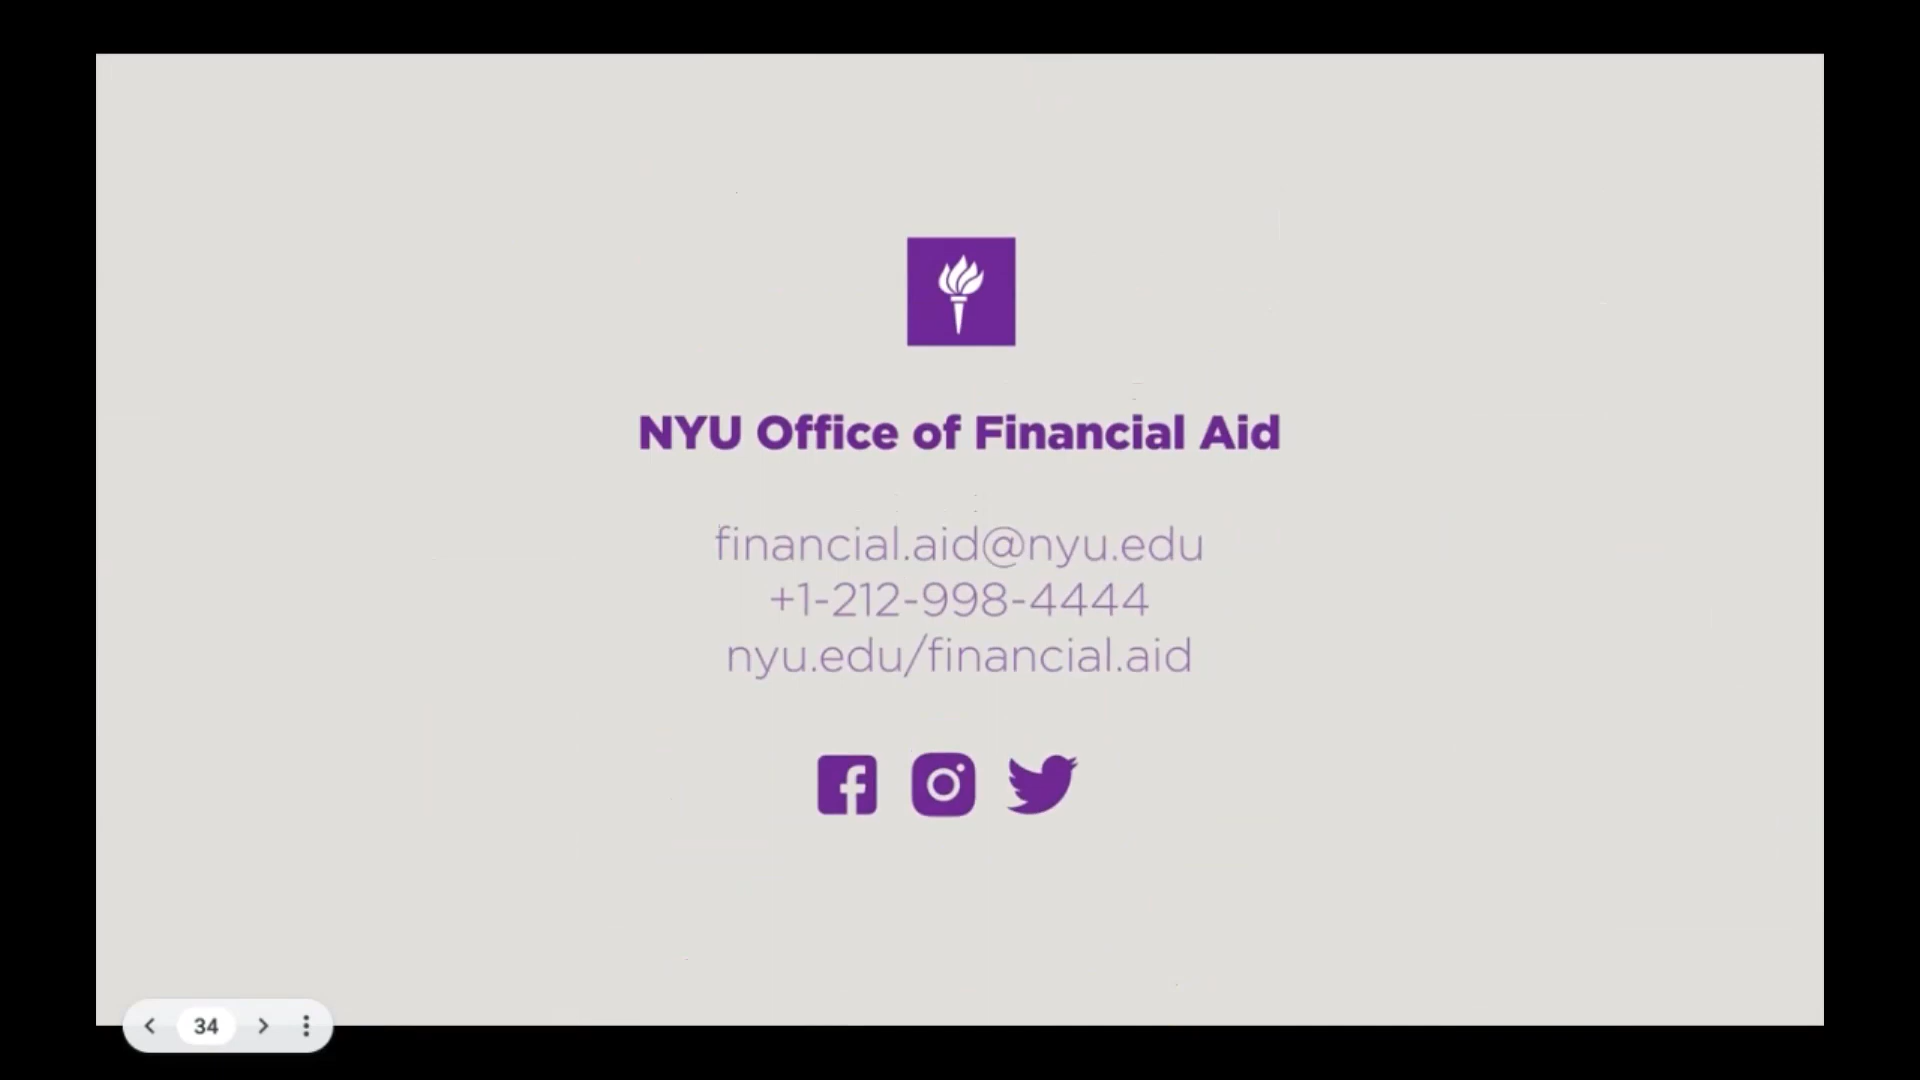 NYU Office of Financial Aid
financial.aid@nyu.edu
+1-212-998-4444
nyu.edu/financial.aid
34